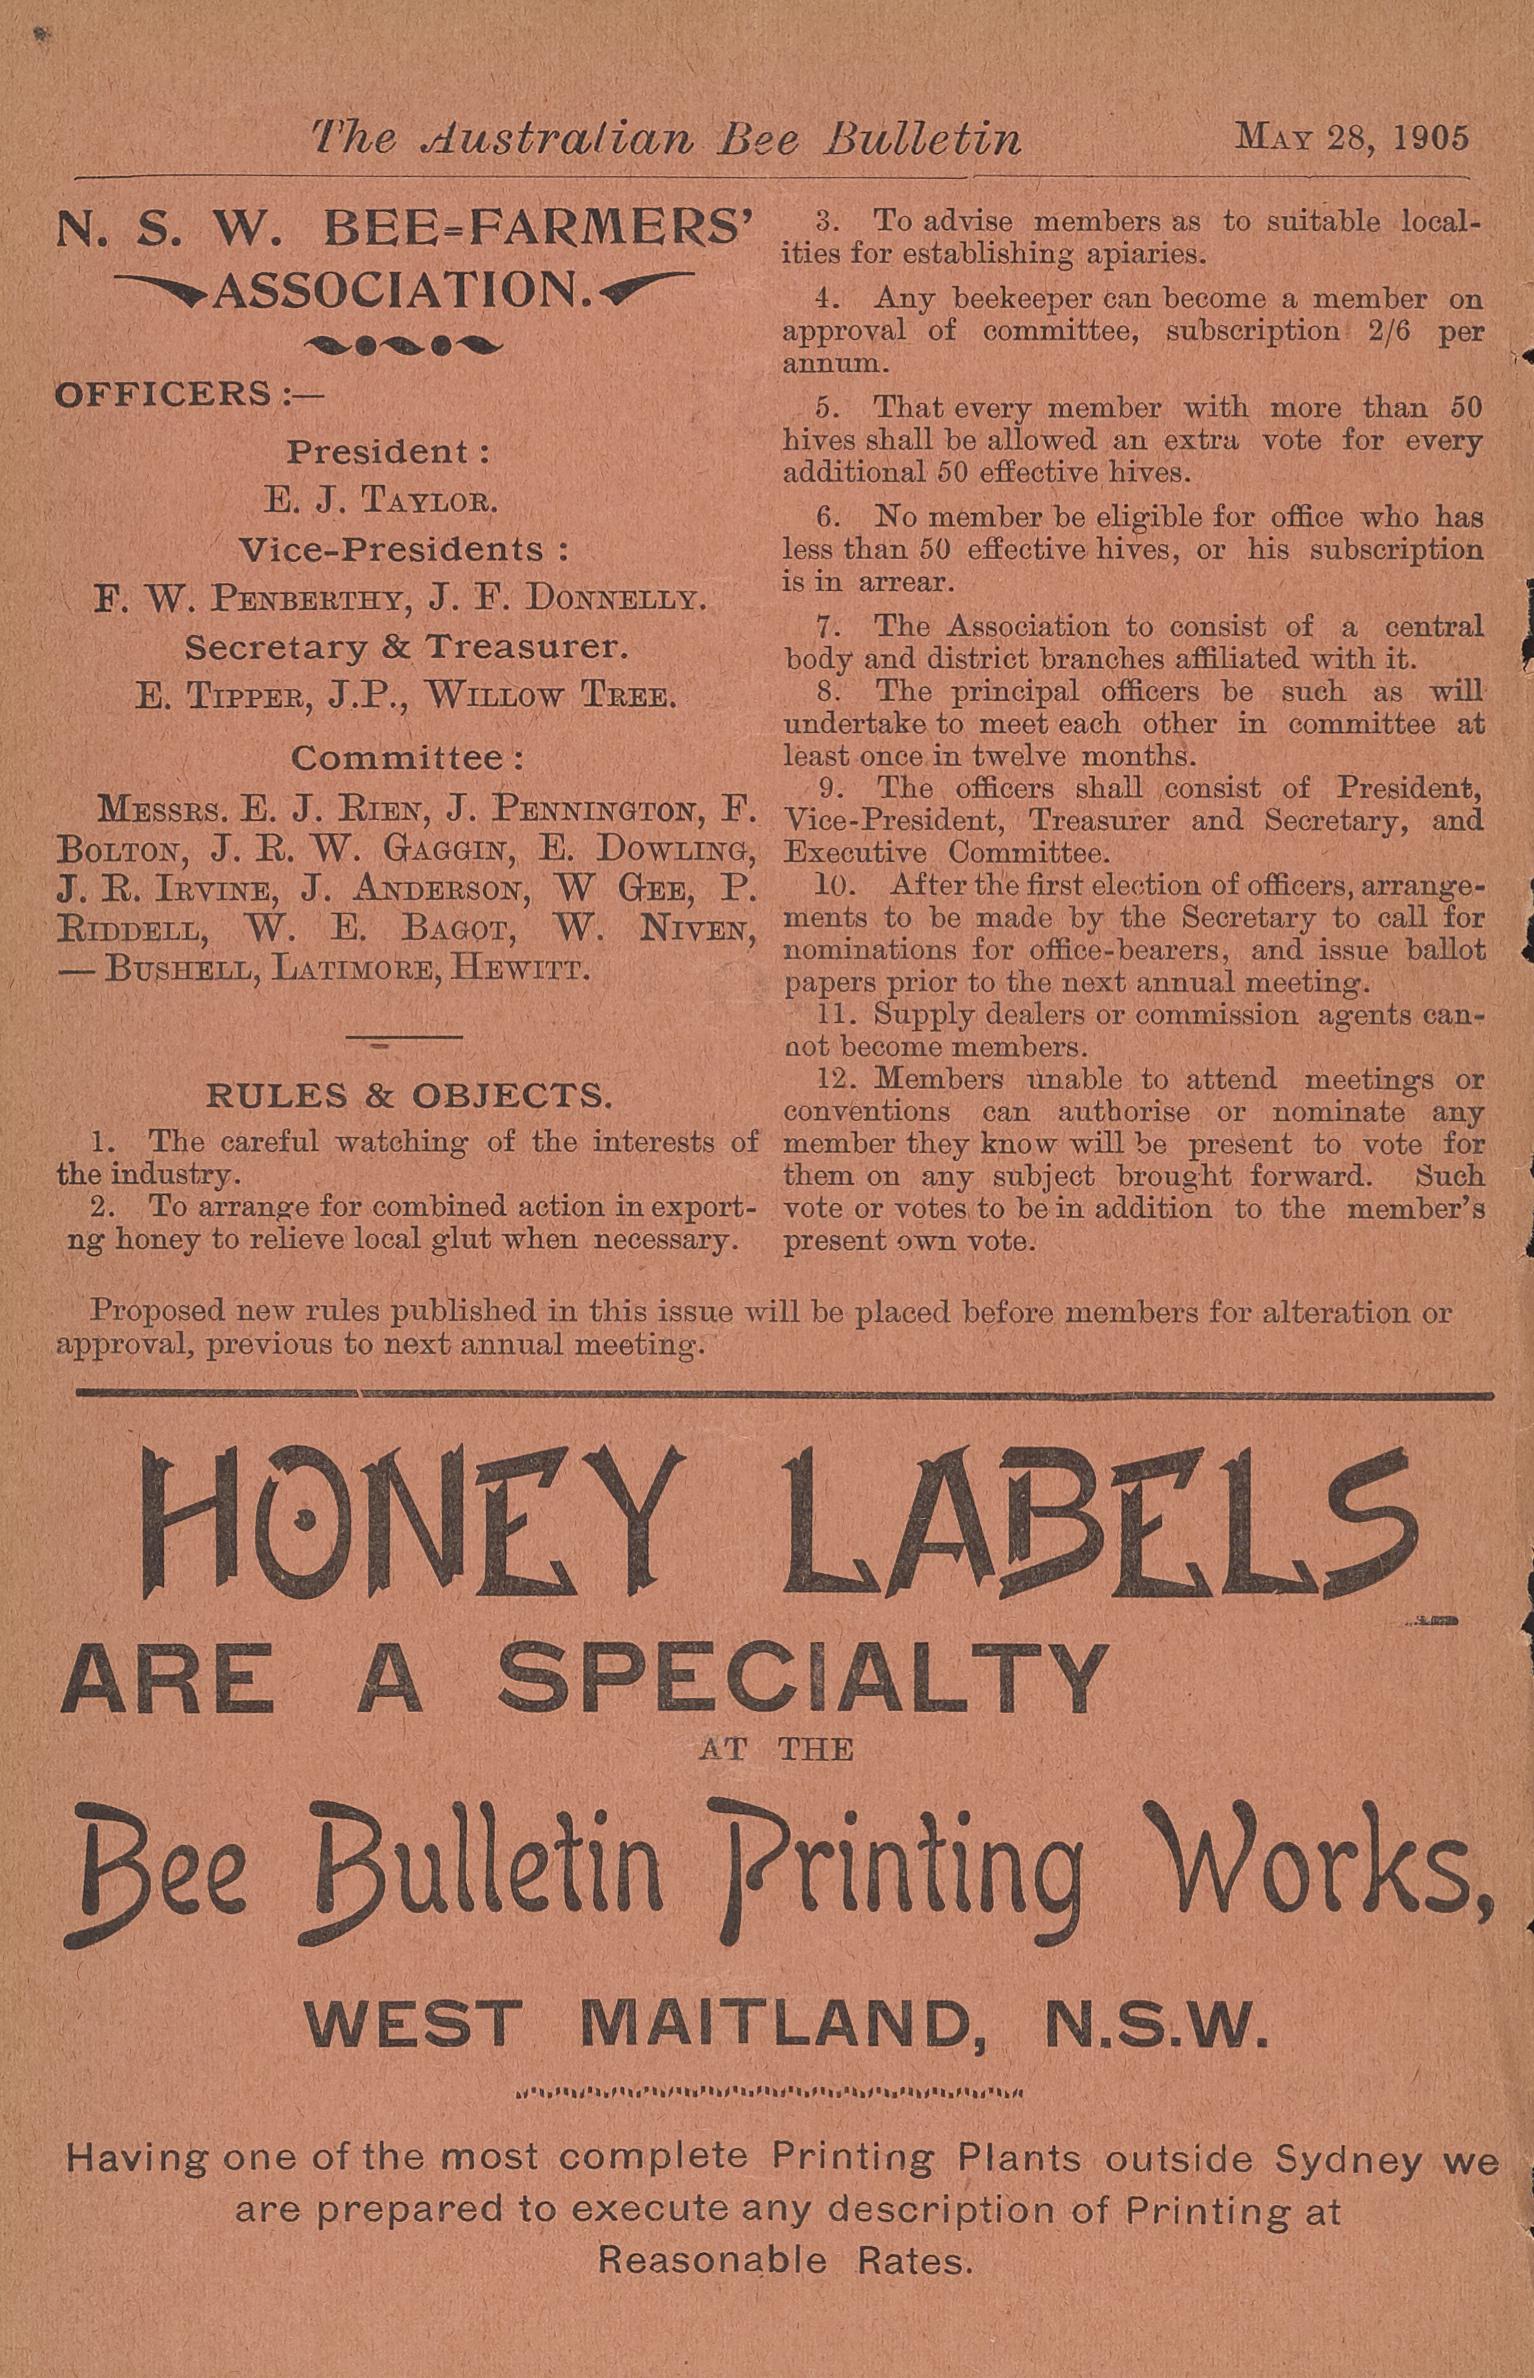 The Australian Bee Bulletin MAY 28, 1905
N. S. W. BEE=FARMERS'
ASSOCIATION.
OFFICERS :—
President :
E. J. TAYLOR.
Vice-Presidents :
F. W. PENBERTHY, J. F. DONNELLY.
Secretary & Treasurer.
E. TIPPER, J.P., WILLOW TREE.
Committee :
MESSRS. E. J. RIEN, J. PENNINGTON, F.
BOLTON, J. R. W. GAGGIN, E. DOWLING,
J. R. IRVINE, J. ANDERSON, W GEE, P.
RIDDELL, W. E. BAGOT, W. NIVEN,
— BUSHELL, LATIMORE, HEWITT.
RULES & OBJECTS.
1. The careful watching of the interests of
the industry.
2. To arrange for combined action in export-
ng honey to relieve local glut when necessary.
3. To advise members as to suitable local-
ities for establishing apiaries.
4. Any beekeeper can become a member on
approval of committee, subscription 2/6 per
annum.
5. That every member with more than 50
hives shall be allowed an extra vote for every
additional 50 effective hives.
6. No member be eligible for office who has
less than 50 effective hives, or his subscription
is in arrear.
7. The Association to consist of a central
body and district branches affiliated with it.
8. The principal officers be such as will
undertake to meet each other in committee at
least once in twelve months.
9. The officers shall consist of President,
Vice-President, Treasurer and Secretary, and
Executive Committee.
10. After the first election of officers, arrange-
ments to be made by the Secretary to call for
nominations for office-bearers, and issue ballot
papers prior to the next annual meeting.
11. Supply dealers or commission agents can-
not become members.
12. Members unable to attend meetings or
conventions can authorise or nominate any
member they know will be present to vote for
them on any subject brought forward. Such
vote or votes to be in addition to the member's
present own vote.
Proposed new rules published in this issue will be placed before members for alteration or
approval, previous to next annual meeting.
HONEY LABELS
ARE A SPECIALTY
AT THE
Bee Bulletin Printing Works,
WEST MAITLAND, N.S.W.
Having one of the most complete Printing Plants outside Sydney we
are prepared to execute any description of Printing at
Reasonable Rates.